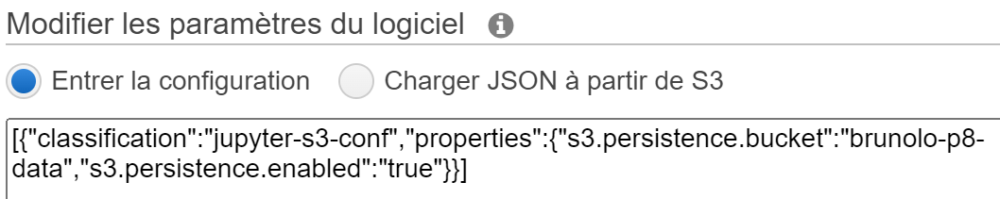 Modifier les paramètres du logiciel
Entrer la configuration Charger JSON à partir de S3
[{"classification":"jupyter-s3-conf","properties":{"s3.persistence.bucket":"brunolo-p8-
data","s3.persistence.enabled":"true"}}]